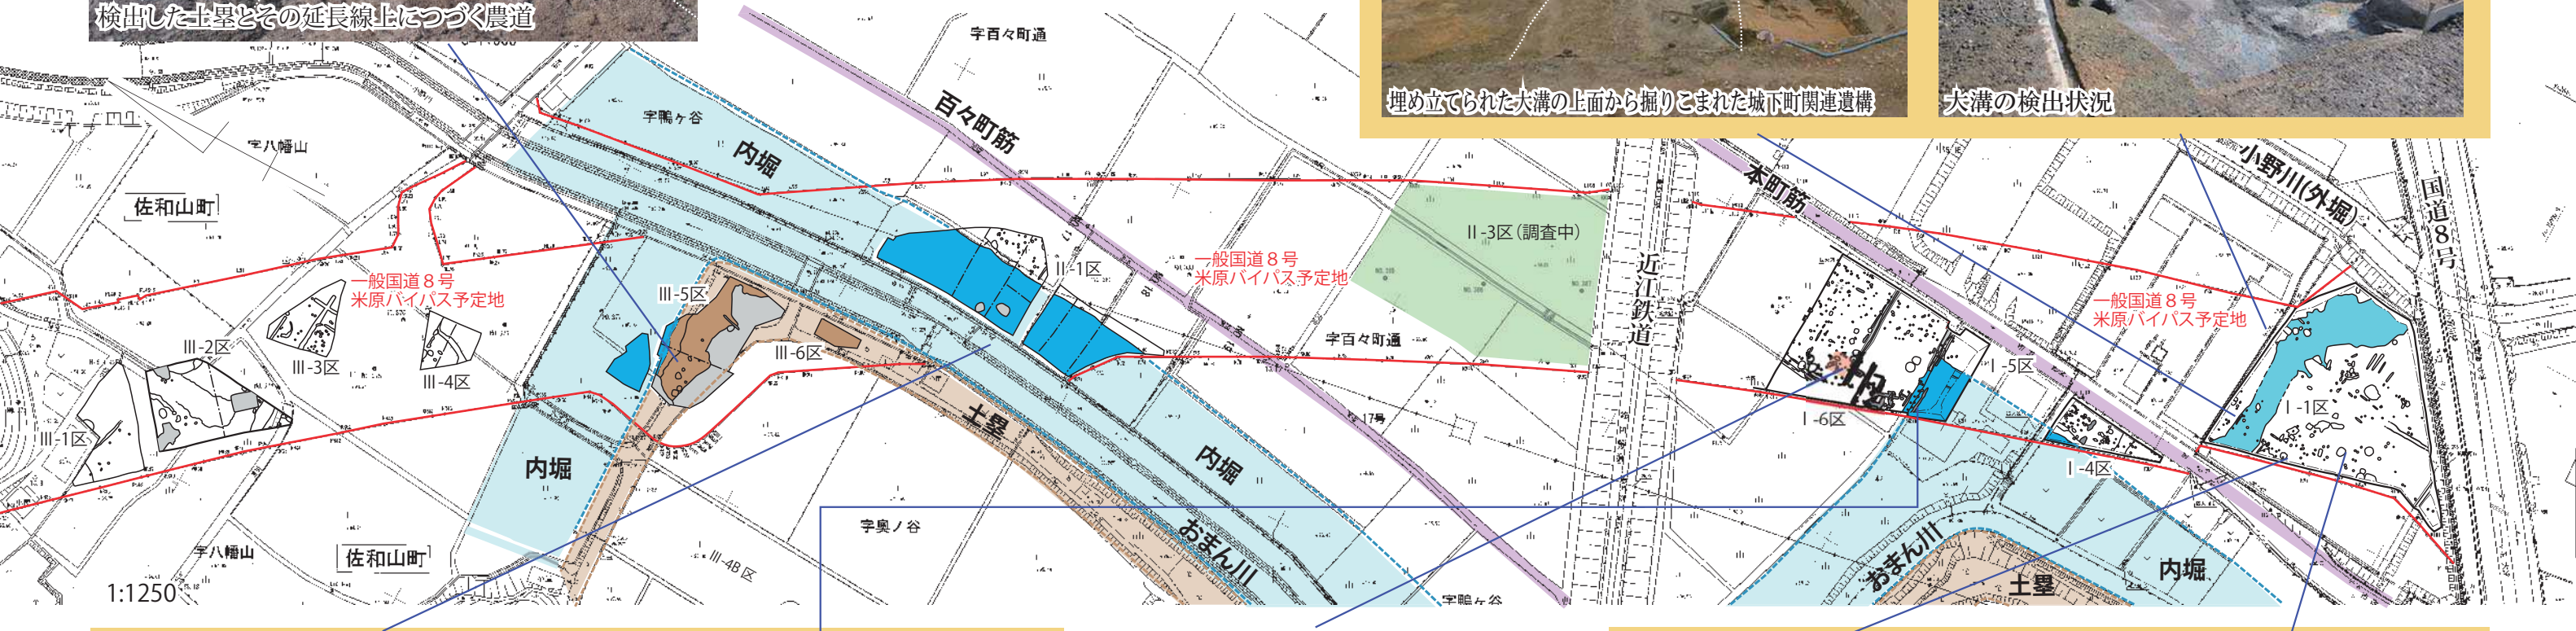 検出した土塁とその延長線上につづく農道
埋め立てられた大溝の上面から掘りこまれた城下町関連遺構
大溝の検出状況
字百々町通
百々町筋
字鴨ヶ谷
内堀
字八幡山
佐和山町
本町筋
小野川(外堀)
国道8号
Ⅱ-3区(調査中)
近江鉄道
Ⅱ-1区
一般国道8号
米原バイパス予定地
一般国道8号
米原バイパス予定地
一般国道8号
米原バイパス予定地
Ⅲ-5区
Ⅲ-6区
Ⅲ-2区
Ⅲ-3区
Ⅲ-4区
Ⅲ-1区
字百々町通
17号
Ⅰ-5区
Ⅰ-6区
Ⅰ-1区
Ⅰ-4区
土塁
内堀
内堀
字奥ノ谷
おまん川
おまん川
土塁
内堀
字八幡山
佐和山町
Ⅲ-4B区
字鴨ヶ谷
1:1250